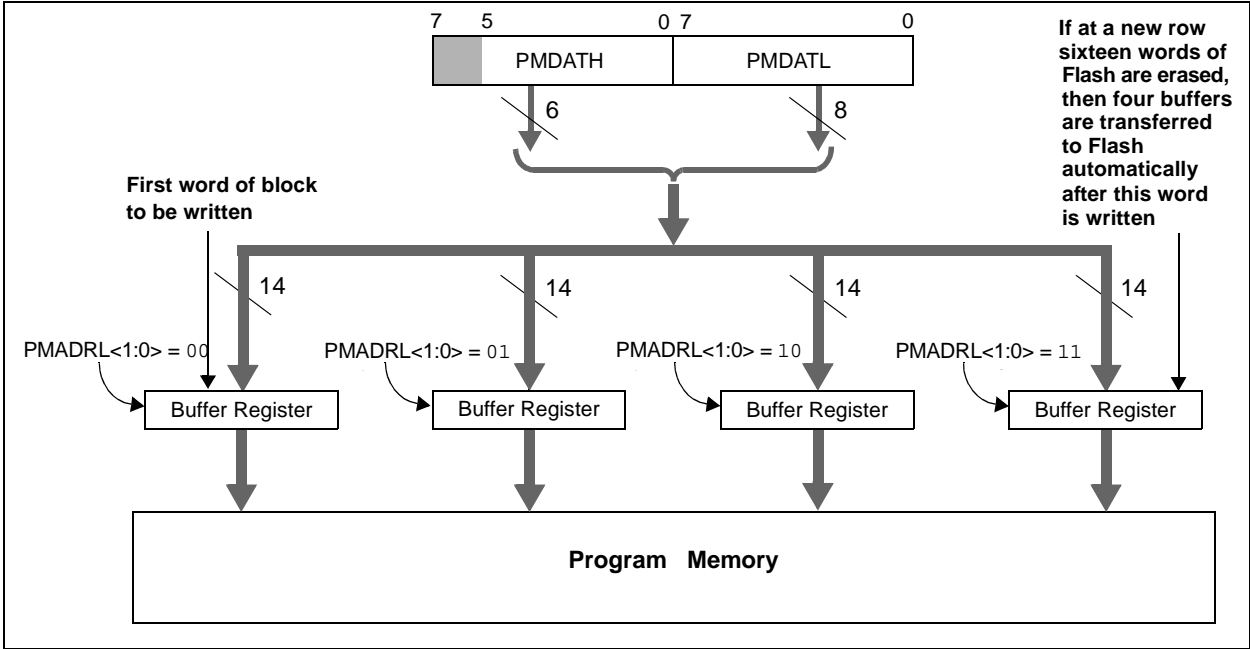 7 5 0 7 0
PMDATH PMDATL
6 8
If at a new row
sixteen words of
Flash are erased,
then four buffers
are transferred
to Flash
automatically
after this word
is written
First word of block
to be written
14 14 14 14
PMADRL<1:0> = 00 PMADRL<1:0> = 01 PMADRL<1:0> = 10 PMADRL<1:0> = 11
Buffer Register Buffer Register Buffer Register Buffer Register
Program Memory